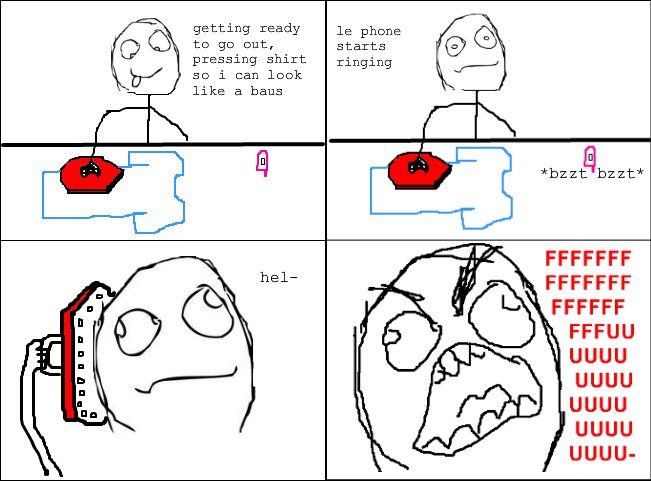 getting ready
to go out,
pressing shirt
so i can look
like a baus
le phone
starts
ringing
*bzzt bzzt*
hel-
FFFFFFF
FFFFFFF
FFFFFF
FFFUU
UUUU
UUUU
UUUU
UUUU
UUUU-